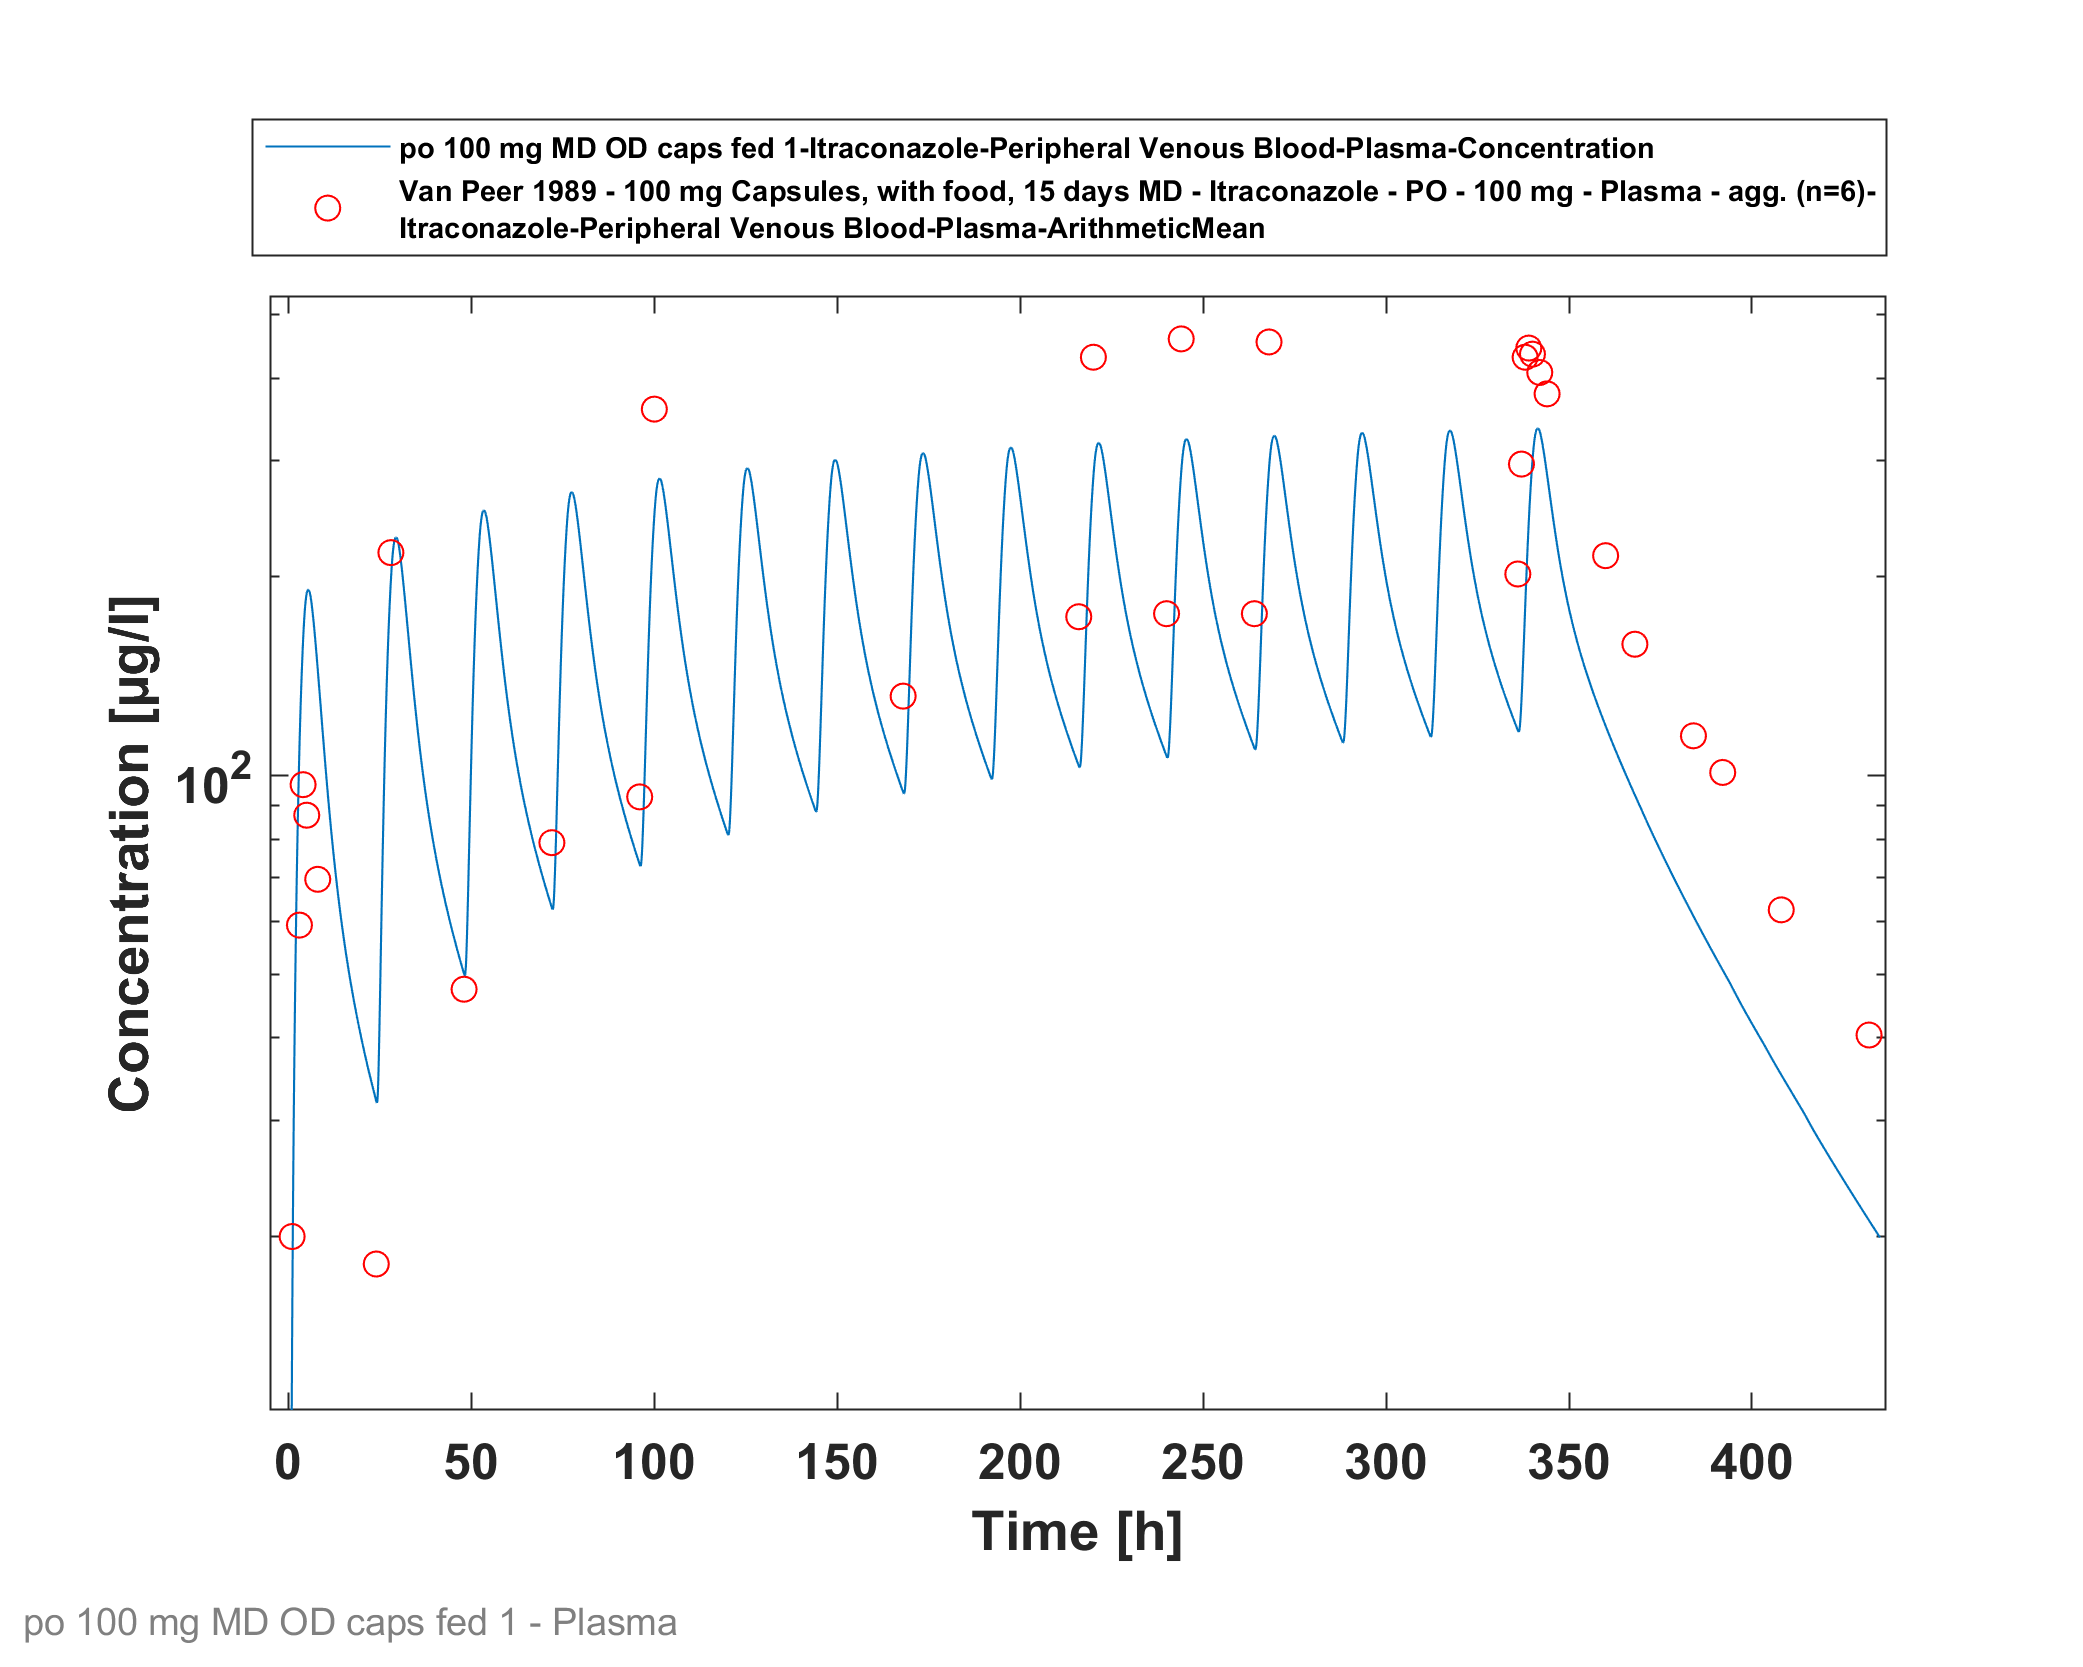 po 100 mg MD OD caps fed 1-Itraconazole-Peripheral Venous Blood-Plasma-Concentration
Van Peer 1989 - 100 mg Capsules, with food, 15 days MD - Itraconazole - PO - 100 mg - Plasma - agg. (n=6)-
Itraconazole-Peripheral Venous Blood-Plasma-ArithmeticMean
Concentration [µg/l]
10²
0 50 100 150 200 250 300 350 400
Time [h]
po 100 mg MD OD caps fed 1 - Plasma